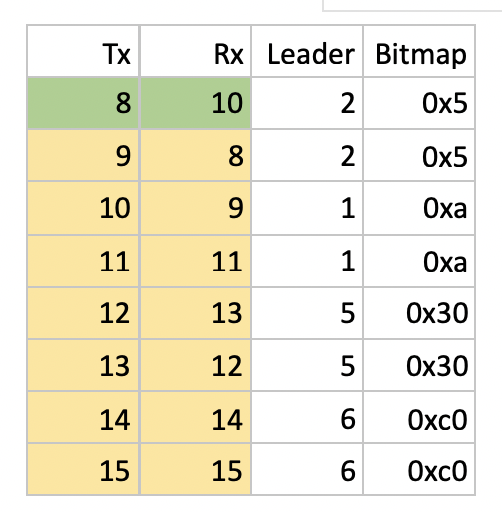 Tx Rx Leader Bitmap
8 10 2 0x5
9 8 2 0x5
10 9 1 0xa
11 11 1 0xa
12 13 5 0x30
13 12 5 0x30
14 14 6 0xc0
15 15 6 0xc0